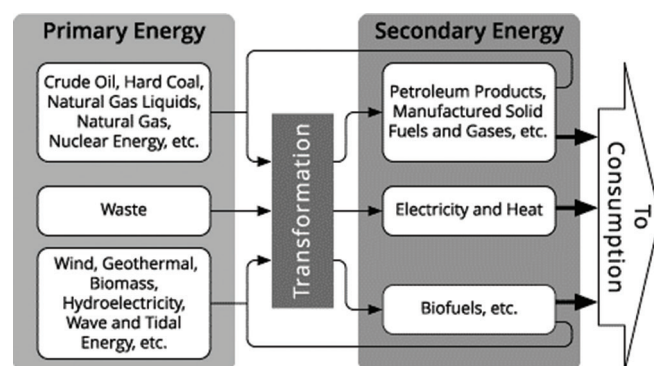 Primary Energy
Crude Oil, Hard Coal,
Natural Gas Liquids,
Natural Gas,
Nuclear Energy, etc.
Waste
Wind, Geothermal,
Biomass,
Hydroelectricity,
Wave and Tidal
Energy, etc.
Transformation
Secondary Energy
Petroleum Products,
Manufactured Solid
Fuels and Gases, etc.
Electricity and Heat
Biofuels, etc.
To
Consumption